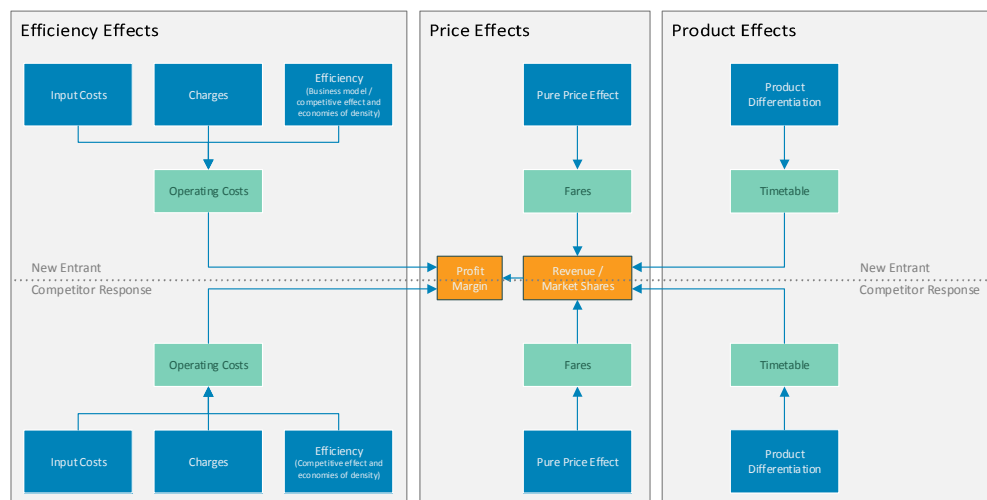 Efficiency Effects
Price Effects
Product Effects
Input Costs
Charges
Efficiency
(Business model /
competitive effect and
economies of density)
Pure Price Effect
Product
Differentiation
Operating Costs
Fares
Timetable
New Entrant
Profit
Margin
Revenue /
Market Shares
New Entrant
Competitor Response
Competitor Response
Operating Costs
Fares
Timetable
Input Costs
Charges
Efficiency
(Competitive effect and
economies of density)
Pure Price Effect
Product
Differentiation